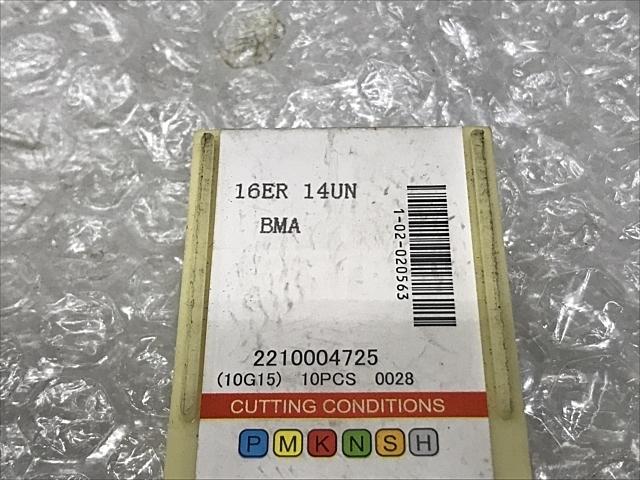 16ER 14UN
BMA
1-02-020563
2210004725
(10G15) 10PCS 0028
CUTTING CONDITIONS
P M K N S H